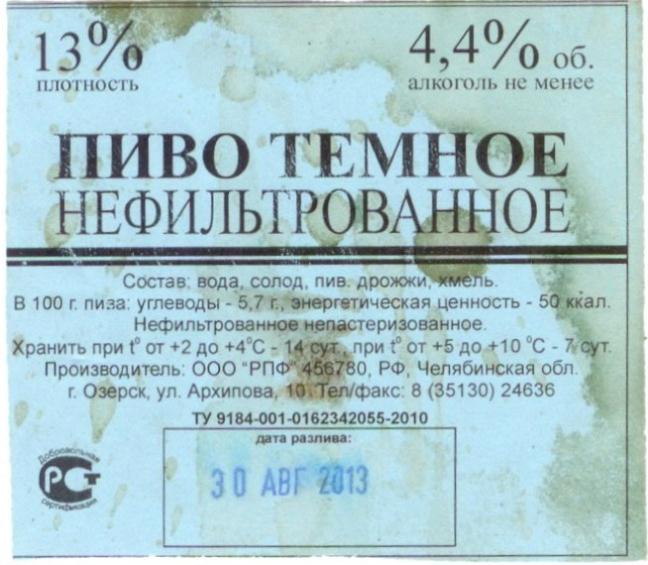 13% 4,4% об.
плотность алкоголь не менее
ПИВО ТЕМНОЕ
НЕФИЛЬТРОВАННОЕ
Состав: вода, солод, пив. дрожжи, хмель.
В 100 г. пиза: углеводы - 5,7 г., энергетическая ценность - 50 ккал.
Нефильтрованное непастеризованное.
Хранить при t° от +2 до +4°С - 14 сут., при t° от +5 до +10 °С - 7 сут.
Производитель: ООО "РПФ" 456780, РФ, Челябинская обл.
г. Озерск, ул. Архипова, 10. Тел/факс: 8 (35130) 24636
ТУ 9184-001-0162342055-2010
дата разлива:
30 АВГ 2013
Добровольная
РСТ
сертификация